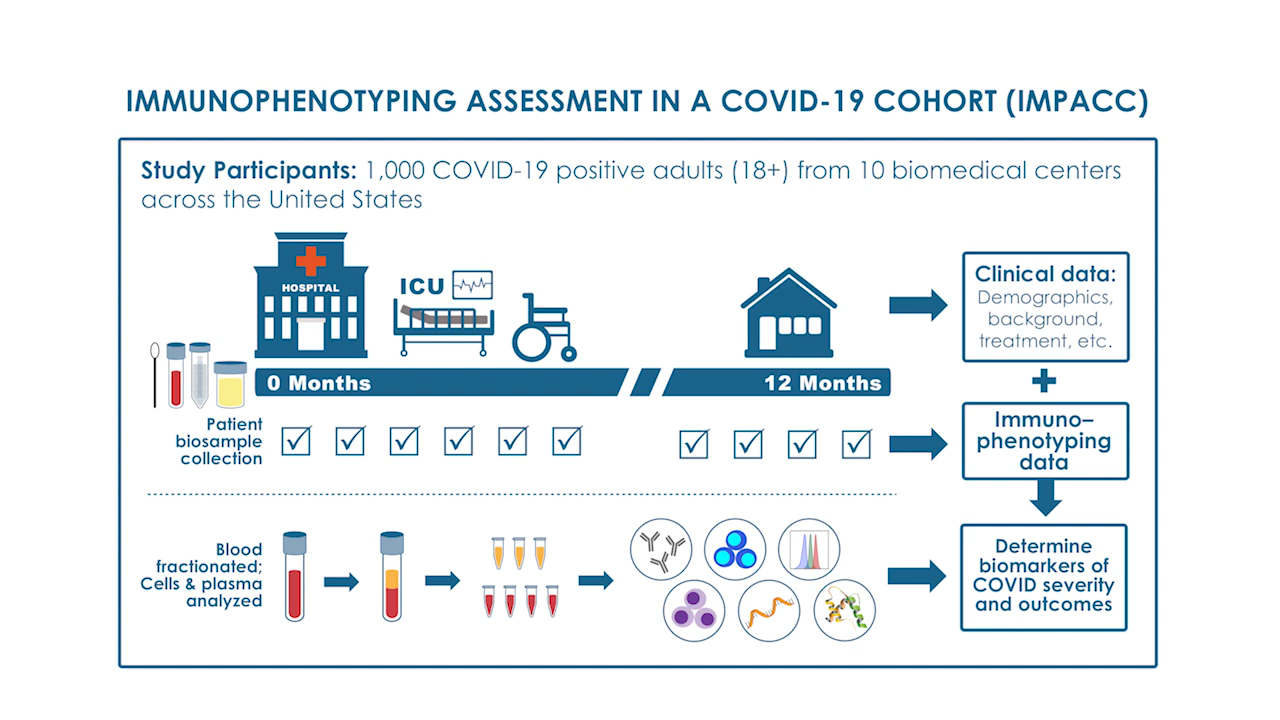 IMMUNOPHENOTYPING ASSESSMENT IN A COVID-19 COHORT (IMPACC)
Study Participants: 1,000 COVID-19 positive adults (18+) from 10 biomedical centers
across the United States
HOSPITAL
ICU
0 Months
12 Months
Clinical data:
Demographics,
background,
treatment, etc.
+
Patient
biosample
collection
Immuno–
phenotyping
data
Blood
fractionated;
Cells & plasma
analyzed
Determine
biomarkers of
COVID severity
and outcomes